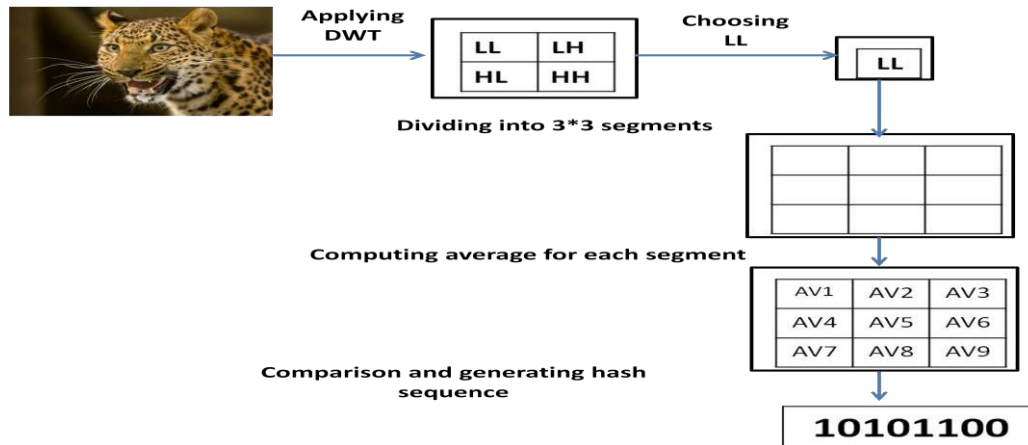 Applying
DWT
Choosing
LL
LL LH
HL HH
LL
Dividing into 3*3 segments
Computing average for each segment
AV1 AV2 AV3
AV4 AV5 AV6
AV7 AV8 AV9
Comparison and generating hash
sequence
10101100